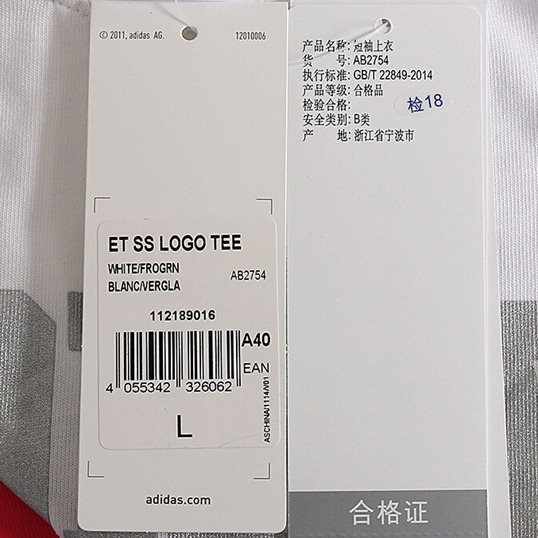 © 2011, adidas AG.
12010006
ET SS LOGO TEE
WHITE/FROGRN
BLANC/VERGLA
AB2754
112189016
A40
EAN
4 055342 326062
L
ASCHINA/1114/V01
adidas.com
产品名称: 短袖上衣
货 号: AB2754
执行标准: GB/T 22849-2014
产品等级: 合格品
检验合格:
检18
安全类别: B类
产 地: 浙江省宁波市
合格证